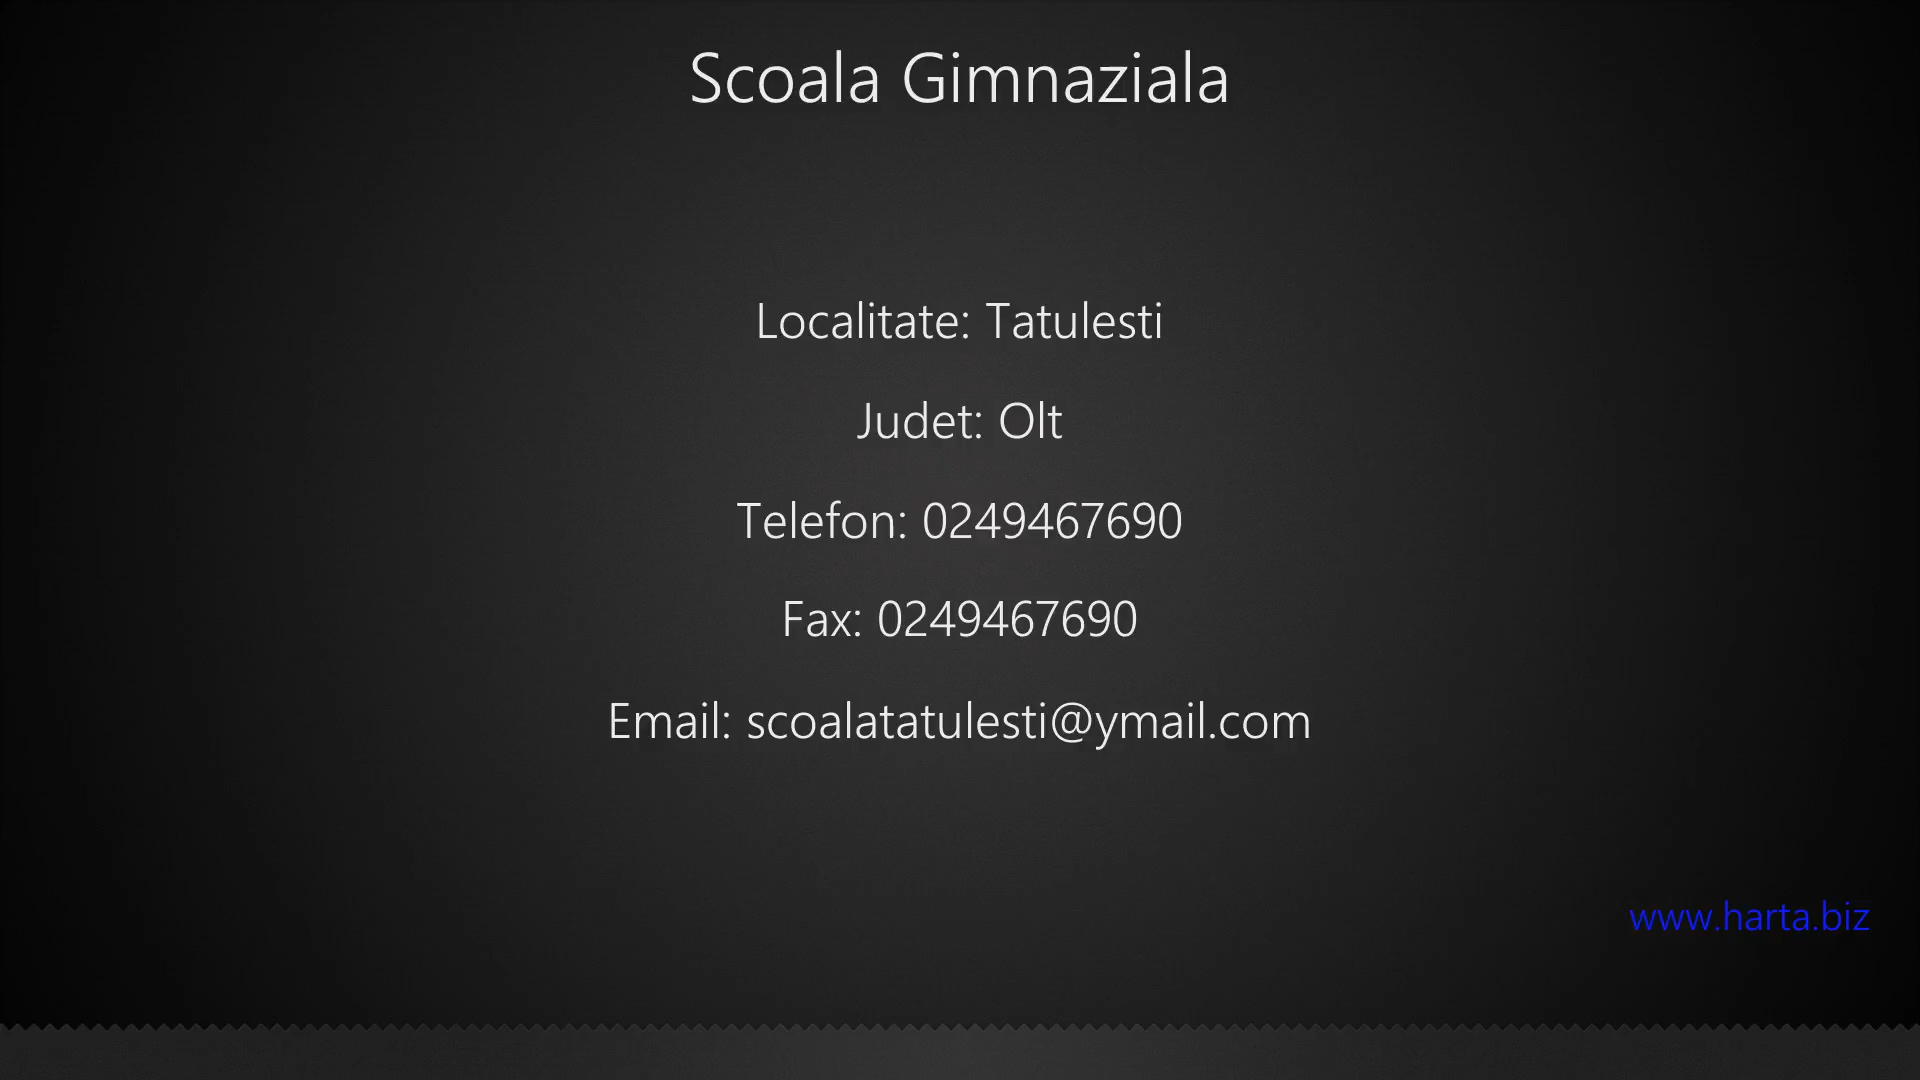 Scoala Gimnaziala
Localitate: Tatulesti
Judet: Olt
Telefon: 0249467690
Fax: 0249467690
Email: scoalatatulesti@ymail.com
www.harta.biz